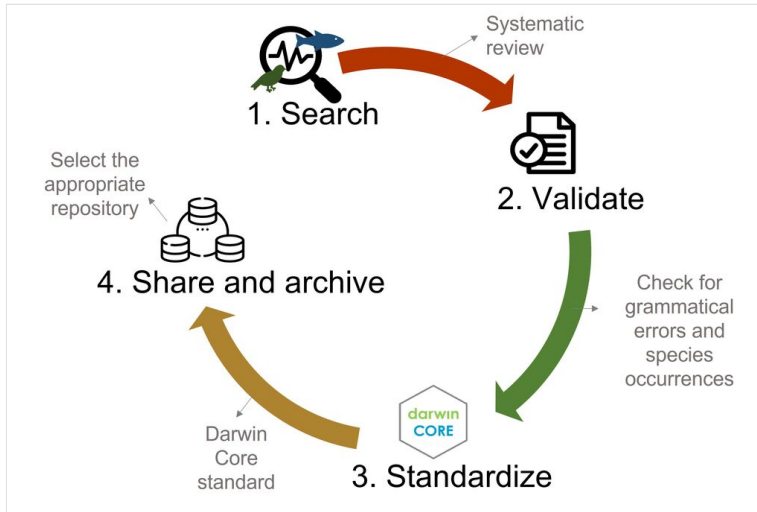 Systematic
review
1. Search
2. Validate
Check for
grammatical
errors and
species
occurrences
darwin
CORE
3. Standardize
Darwin
Core
standard
Select the
appropriate
repository
4. Share and archive